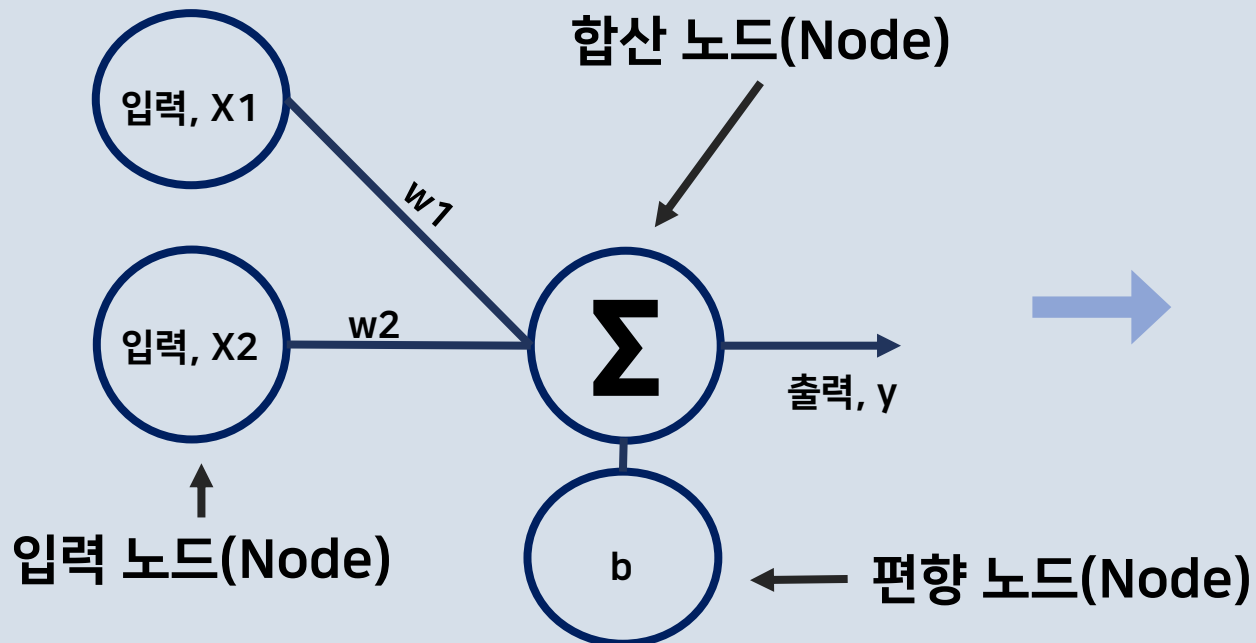 합산 노드(Node)
입력, X1
w1
입력, X2
w2
Σ
출력, y
입력 노드(Node)
b
편향 노드(Node)